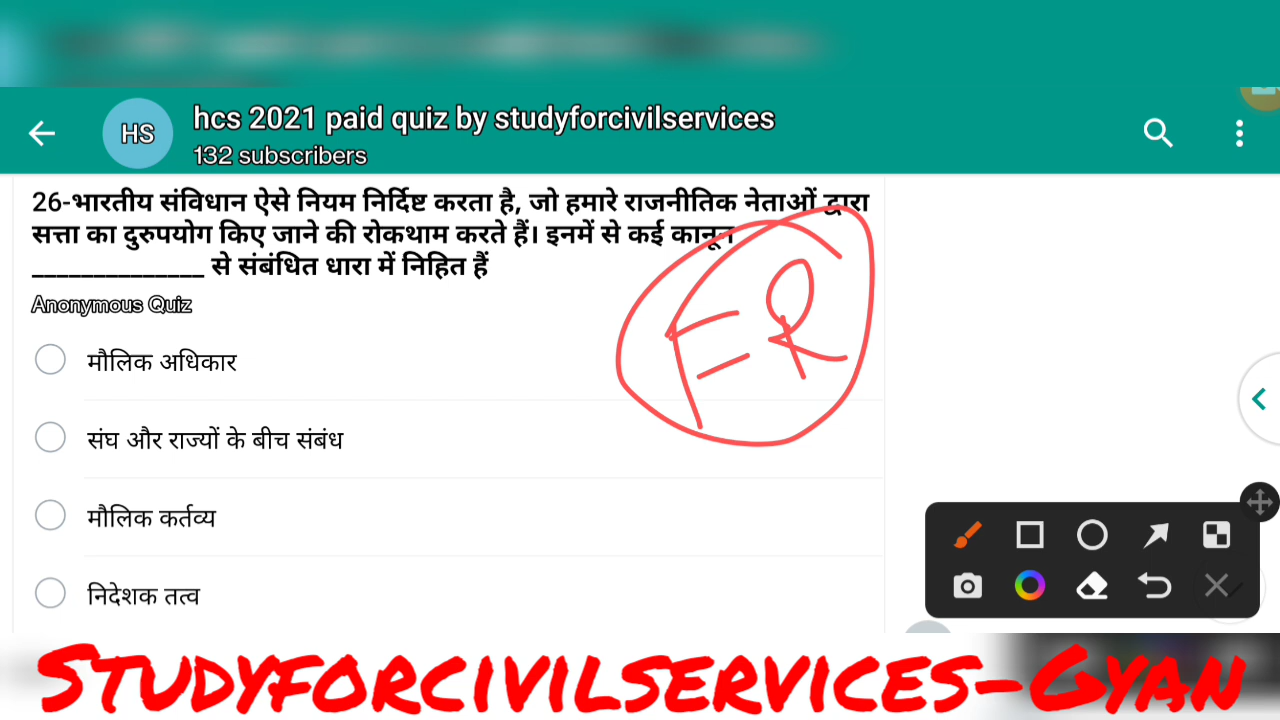 HS
hcs 2021 paid quiz by studyforcivilservices
132 subscribers
26-भारतीय संविधान ऐसे नियम निर्दिष्ट करता है, जो हमारे राजनीतिक नेताओं द्वारा
सत्ता का दुरुपयोग किए जाने की रोकथाम करते हैं। इनमें से कई कानून
______________ से संबंधित धारा में निहित हैं
Anonymous Quiz
FR
मौलिक अधिकार
संघ और राज्यों के बीच संबंध
मौलिक कर्तव्य
निदेशक तत्व
STUDYFORCIVILSERVICES-GYAN